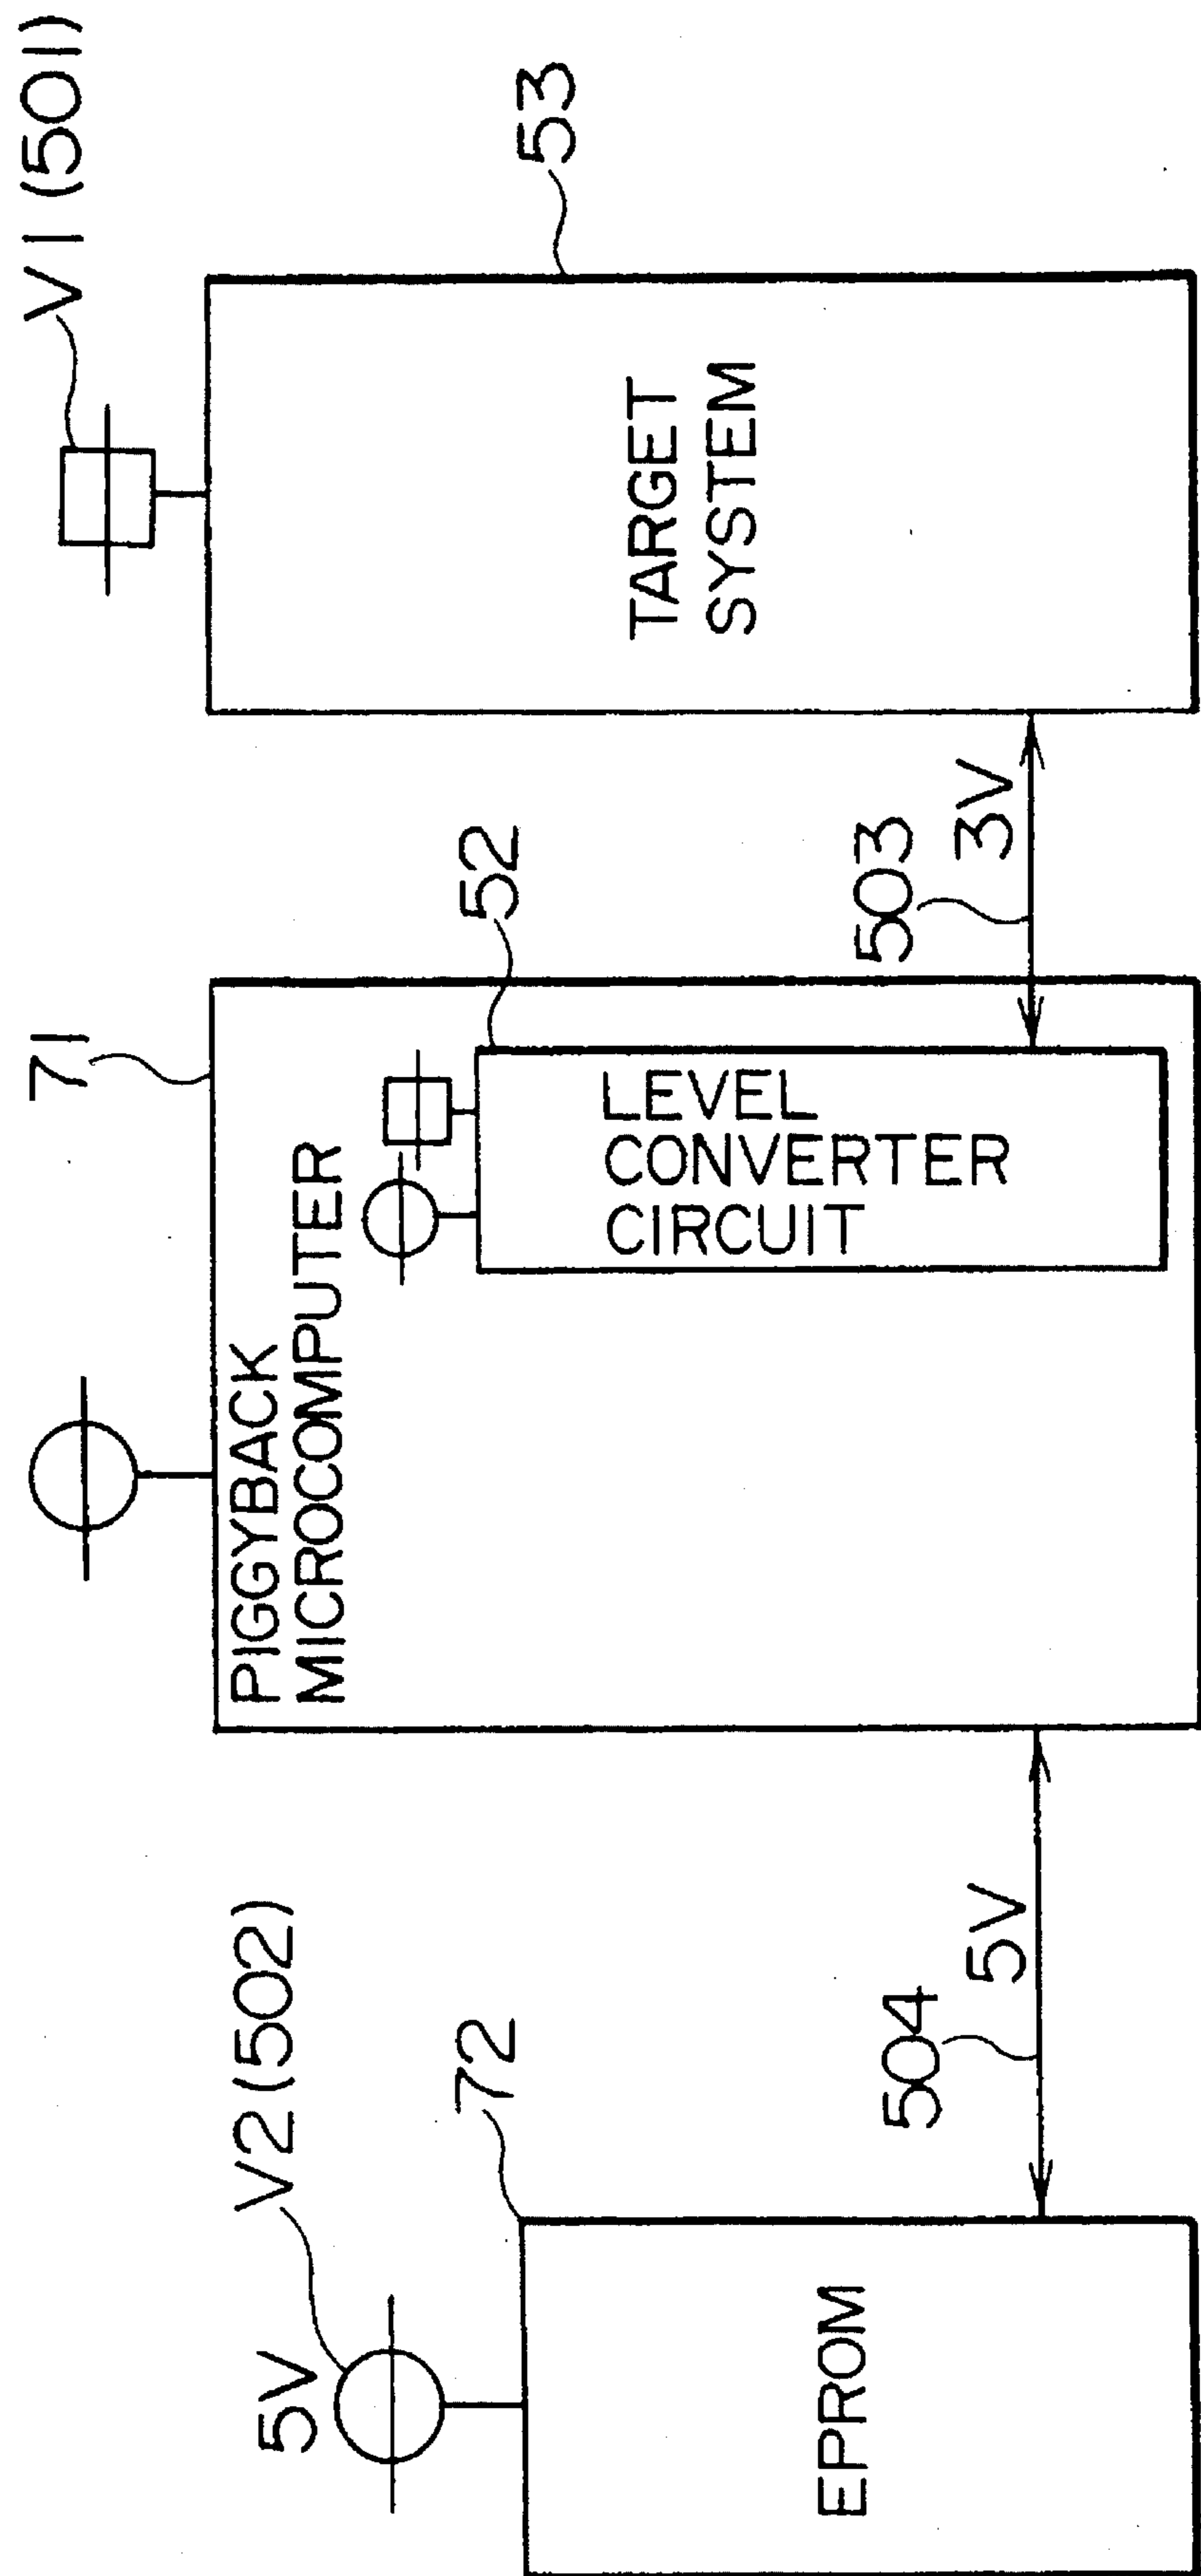 5V
V2 (502)
72
EPROM
504
5V
71
PIGGYBACK
MICROCOMPUTER
52
LEVEL
CONVERTER
CIRCUIT
503
3V
V1 (501)
53
TARGET
SYSTEM